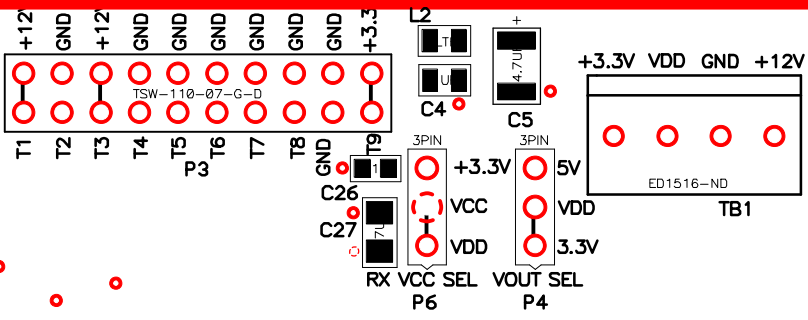 L2
+12V GND +12V GND GND GND GND GND GND +3.3V
TSW-110-07-G-D
T1 T2 T3 T4 T5 T6 T7 T8 GND T9
P3
C4
+
4.7U
C5
+3.3V VDD GND +12V
ED1516-ND
TB1
1
C26
C27
3PIN
+3.3V
VCC
VDD
RX VCC SEL
P6
3PIN
5V
VDD
3.3V
VOUT SEL
P4